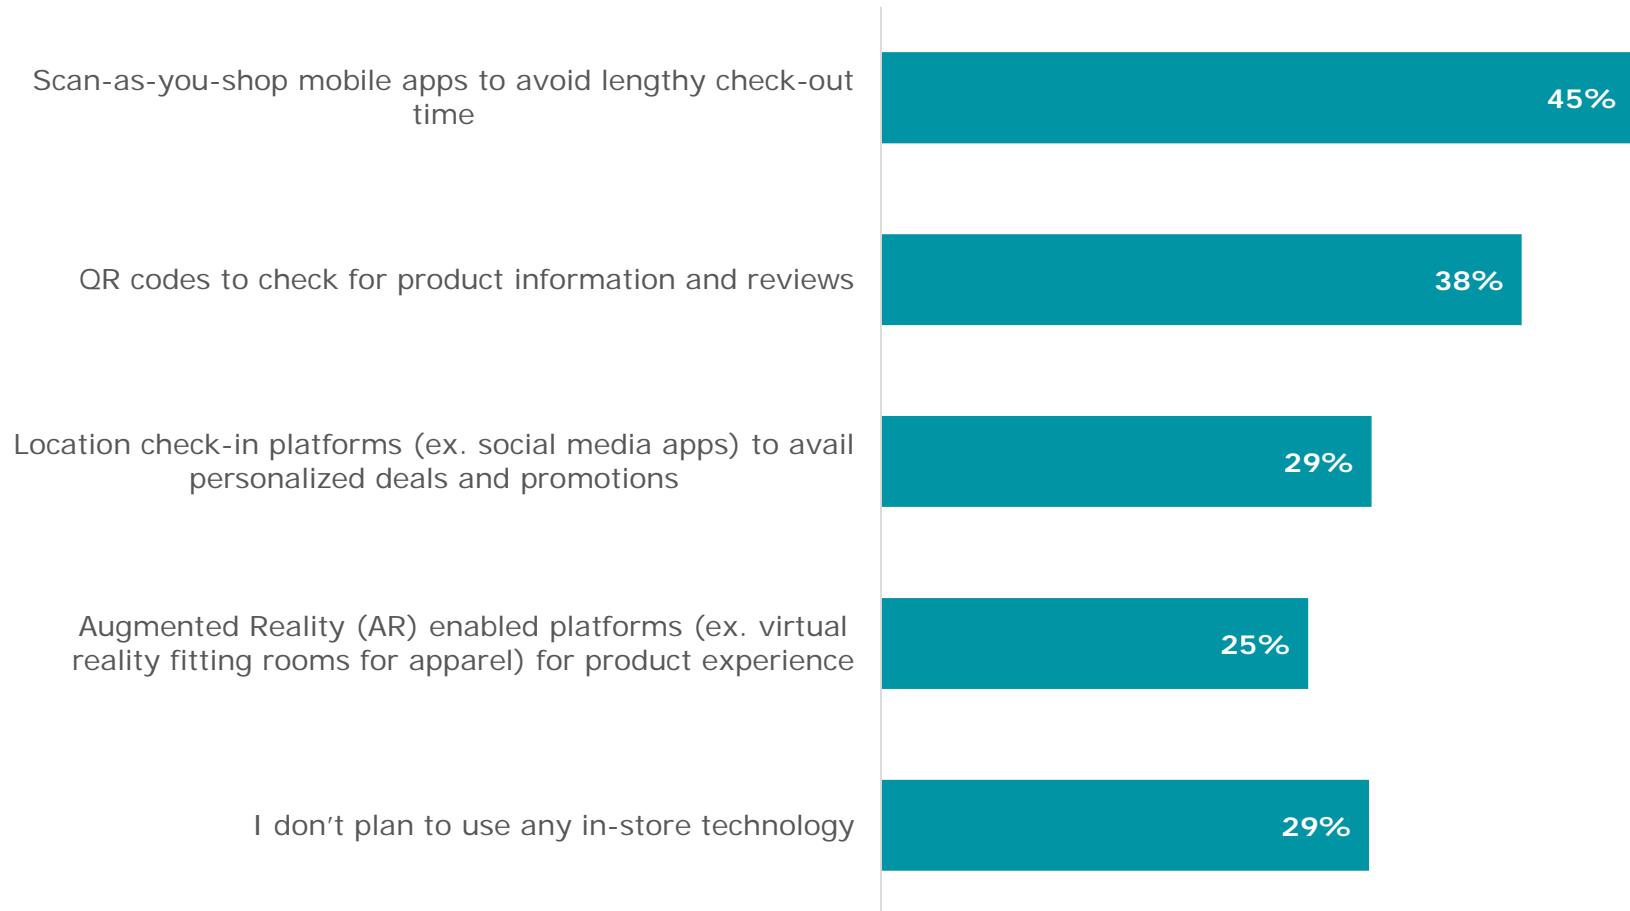 Scan-as-you-shop mobile apps to avoid lengthy check-out
time
45%
QR codes to check for product information and reviews
38%
Location check-in platforms (ex. social media apps) to avail
personalized deals and promotions
29%
Augmented Reality (AR) enabled platforms (ex. virtual
reality fitting rooms for apparel) for product experience
25%
I don’t plan to use any in-store technology
29%